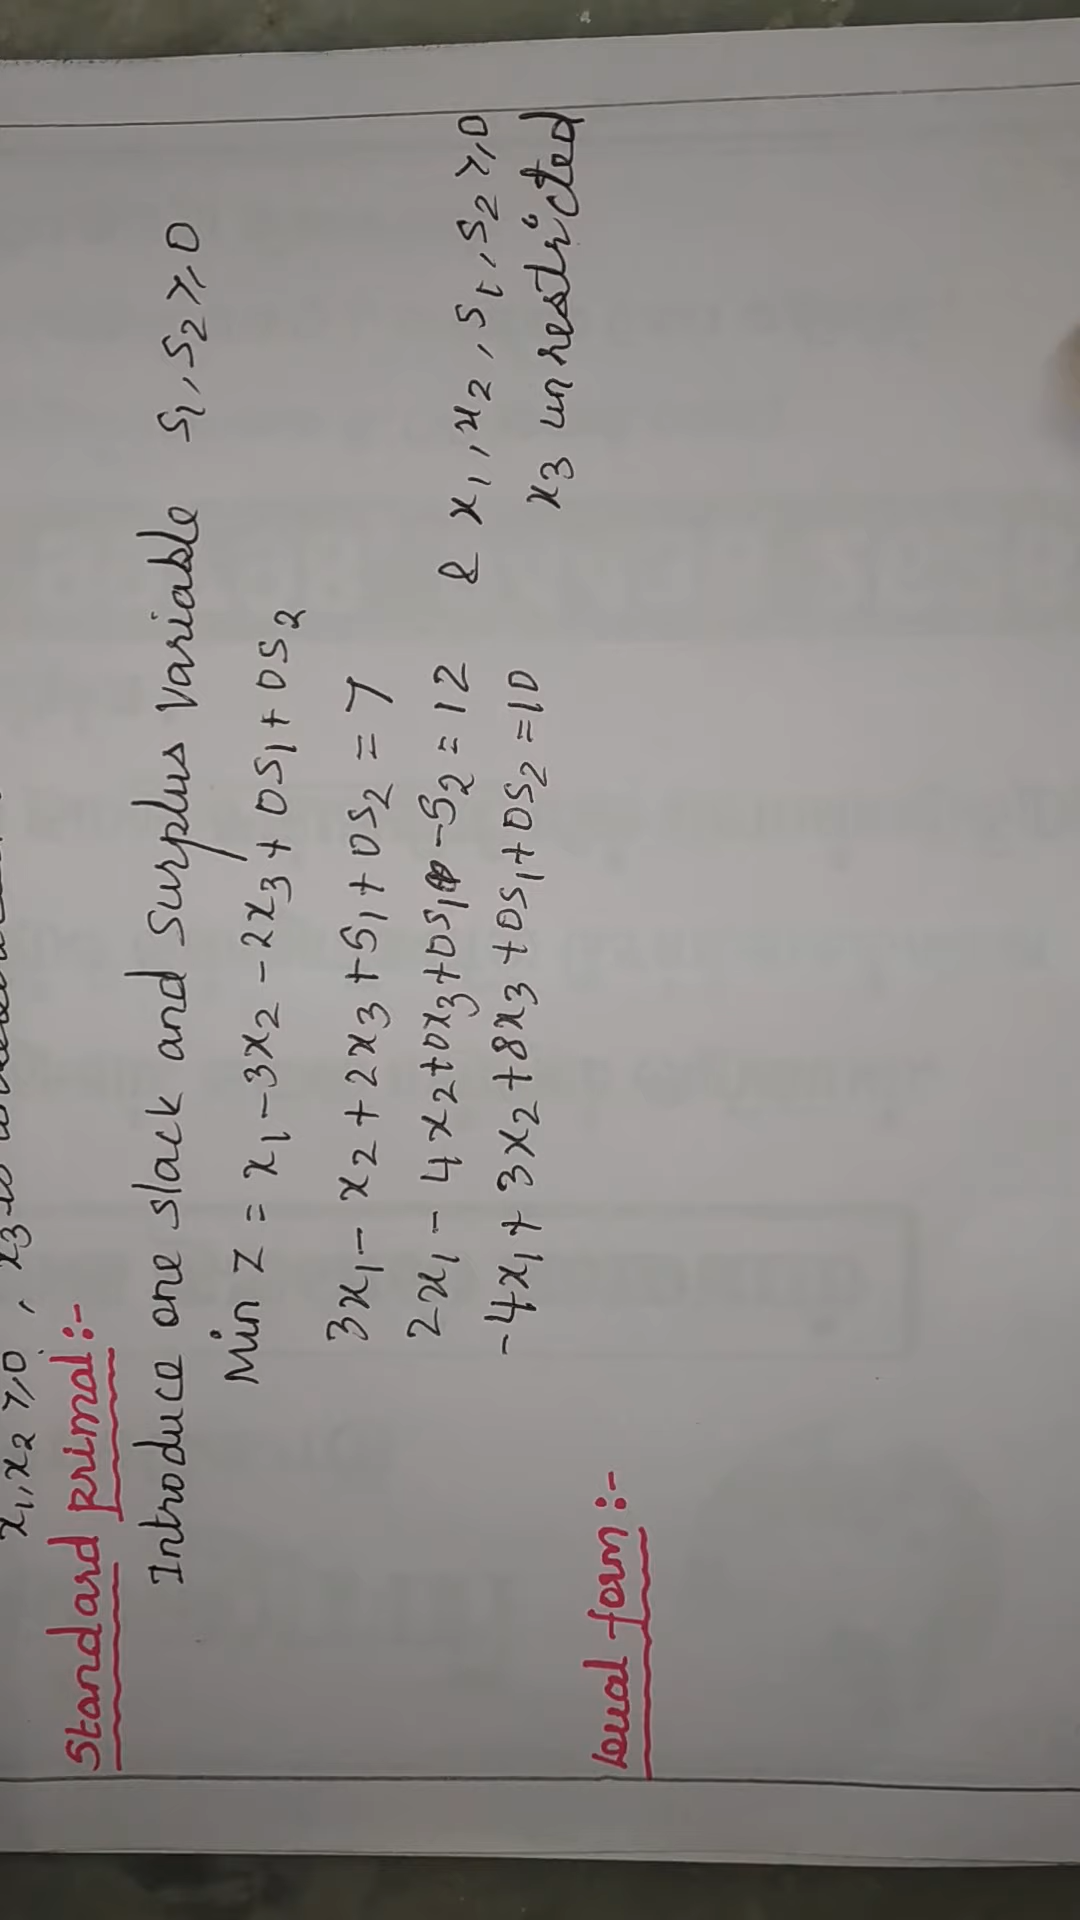 x₁, x₂ ≥ 0, x₃ is
Standard primal:-
Introduce one slack and surplus variable S₁, S₂ ≥ 0
Min Z = x₁ - 3x₂ - 2x₃ + 0S₁ + 0S₂
3x₁ - x₂ + 2x₃ + S₁ + 0S₂ = 7
2x₁ - 4x₂ + 0x₃ + 0S₁ - S₂ = 12 & x₁, x₂, S₁, S₂ ≥ 0
-4x₁ + 3x₂ + 8x₃ + 0S₁ + 0S₂ = 10 x₃ unrestricted
Dual form:-